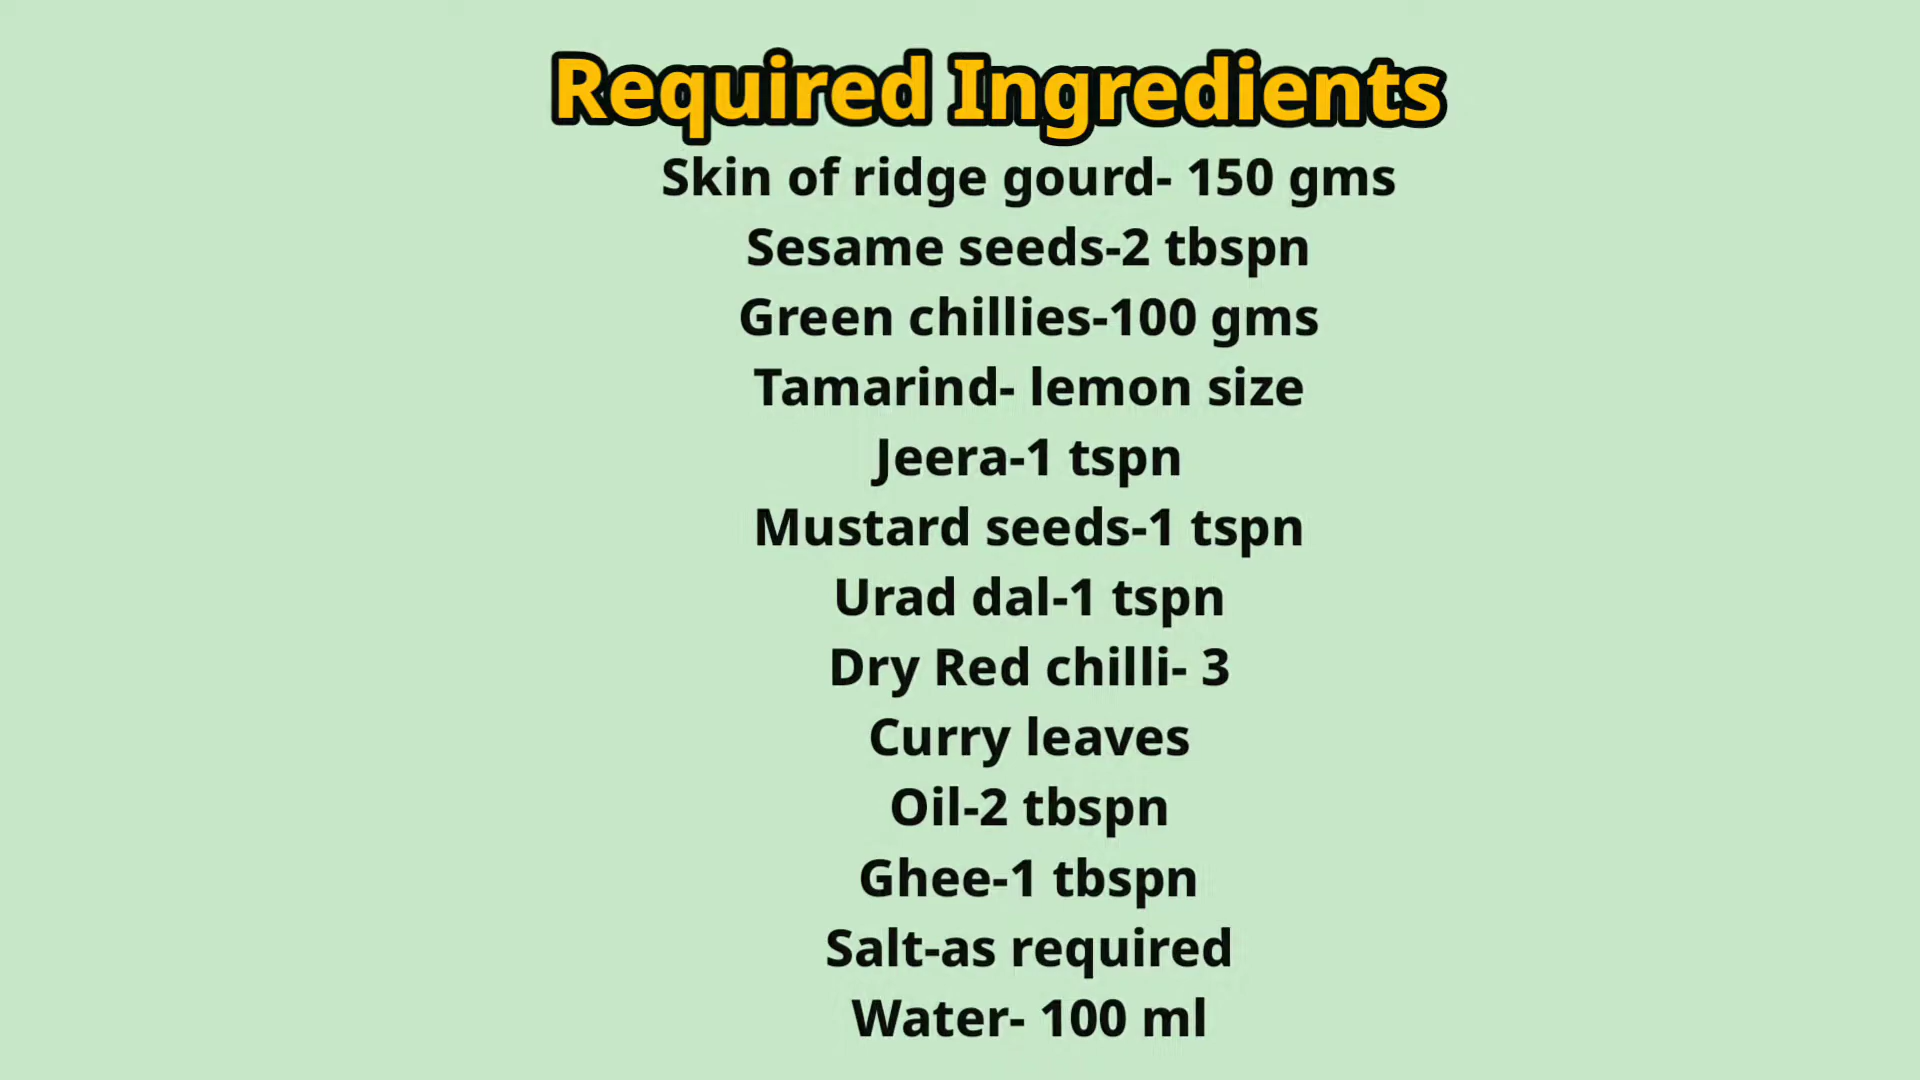 Required Ingredients
Skin of ridge gourd- 150 gms
Sesame seeds-2 tbspn
Green chillies-100 gms
Tamarind- lemon size
Jeera-1 tspn
Mustard seeds-1 tspn
Urad dal-1 tspn
Dry Red chilli- 3
Curry leaves
Oil-2 tbspn
Ghee-1 tbspn
Salt-as required
Water- 100 ml